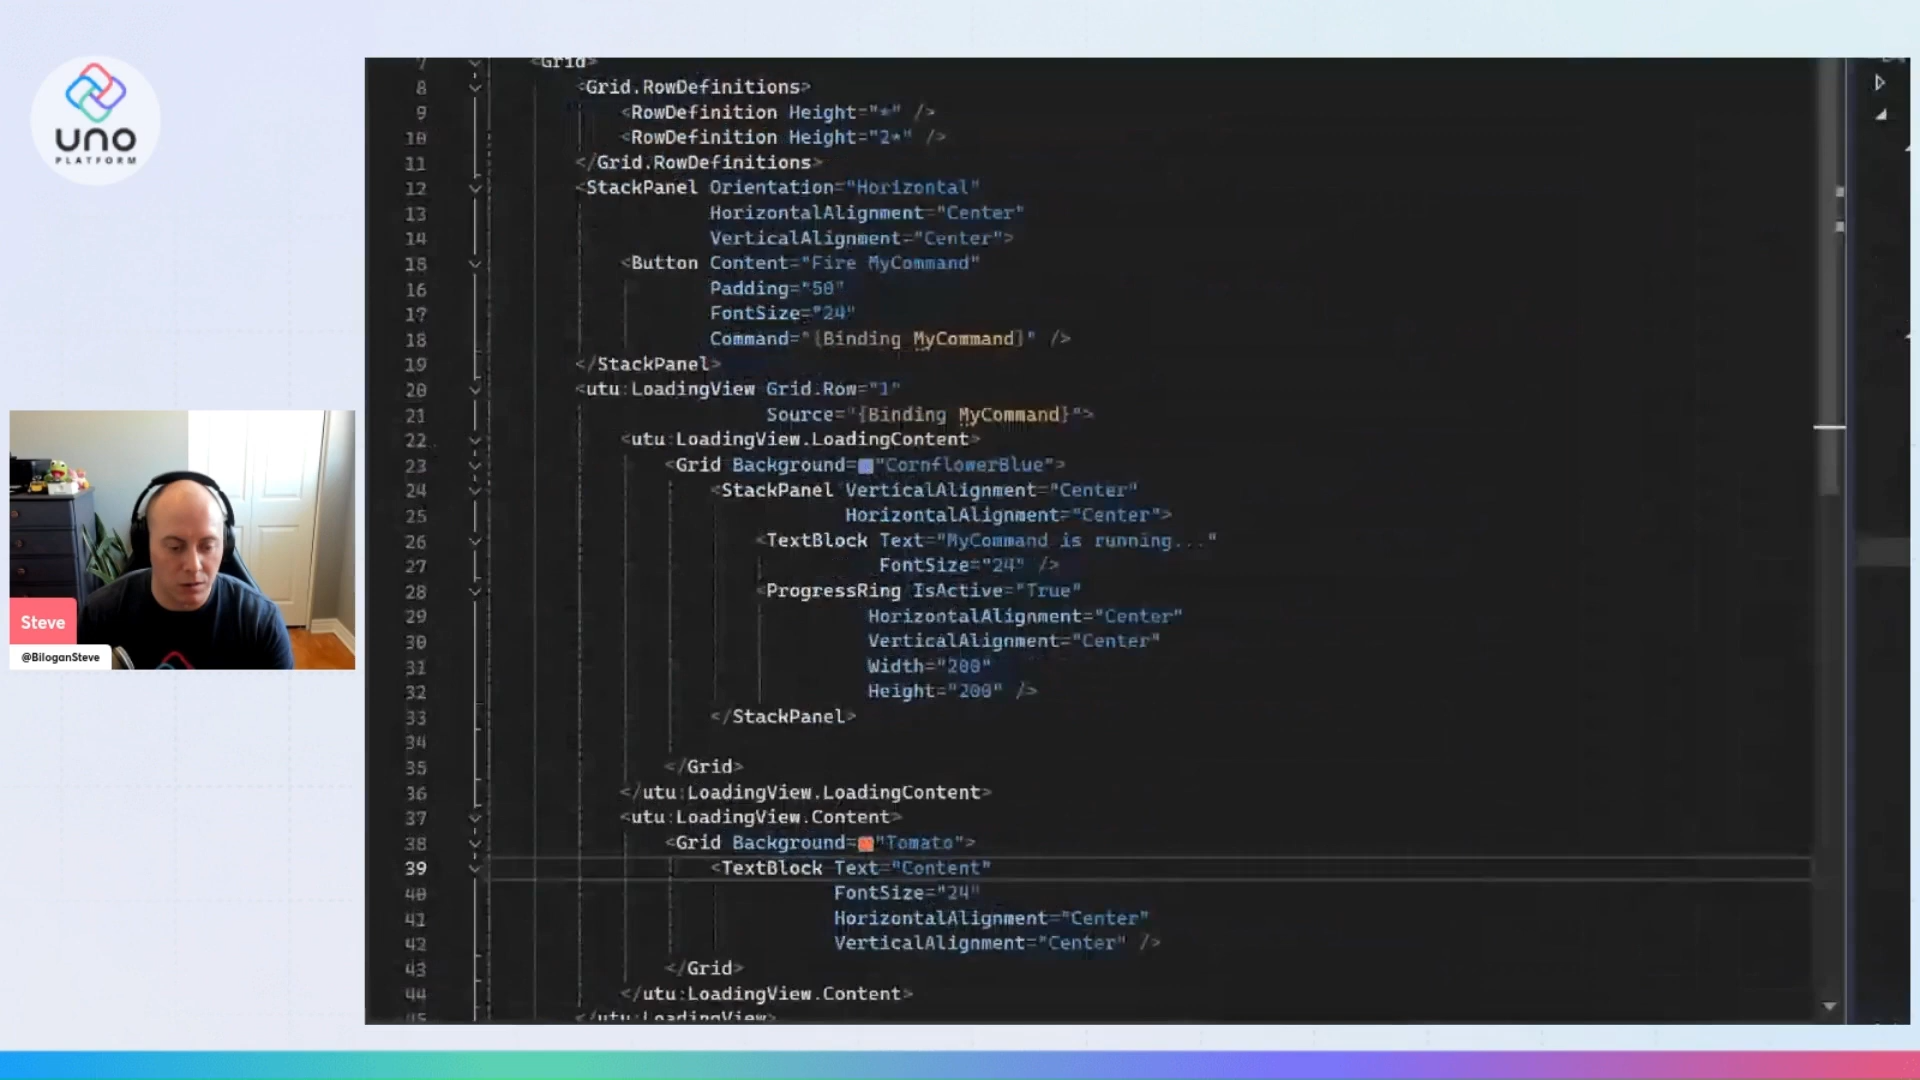 UNO
PLATFORM
Steve
@BiloganSteve
7 <Grid>
8 <Grid.RowDefinitions>
9 <RowDefinition Height="*" />
10 <RowDefinition Height="2*" />
11 </Grid.RowDefinitions>
12 <StackPanel Orientation="Horizontal"
13 HorizontalAlignment="Center"
14 VerticalAlignment="Center">
15 <Button Content="Fire MyCommand"
16 Padding="50"
17 FontSize="24"
18 Command="{Binding MyCommand}" />
19 </StackPanel>
20 <utu:LoadingView Grid.Row="1"
21 Source="{Binding MyCommand}">
22 <utu:LoadingView.LoadingContent>
23 <Grid Background="CornflowerBlue">
24 <StackPanel VerticalAlignment="Center"
25 HorizontalAlignment="Center">
26 <TextBlock Text="MyCommand is running..."
27 FontSize="24" />
28 <ProgressRing IsActive="True"
29 HorizontalAlignment="Center"
30 VerticalAlignment="Center"
31 Width="200"
32 Height="200" />
33 </StackPanel>
34
35 </Grid>
36 </utu:LoadingView.LoadingContent>
37 <utu:LoadingView.Content>
38 <Grid Background="Tomato">
39 <TextBlock Text="Content"
40 FontSize="24"
41 HorizontalAlignment="Center"
42 VerticalAlignment="Center" />
43 </Grid>
44 </utu:LoadingView.Content>
45 </utu:LoadingView>